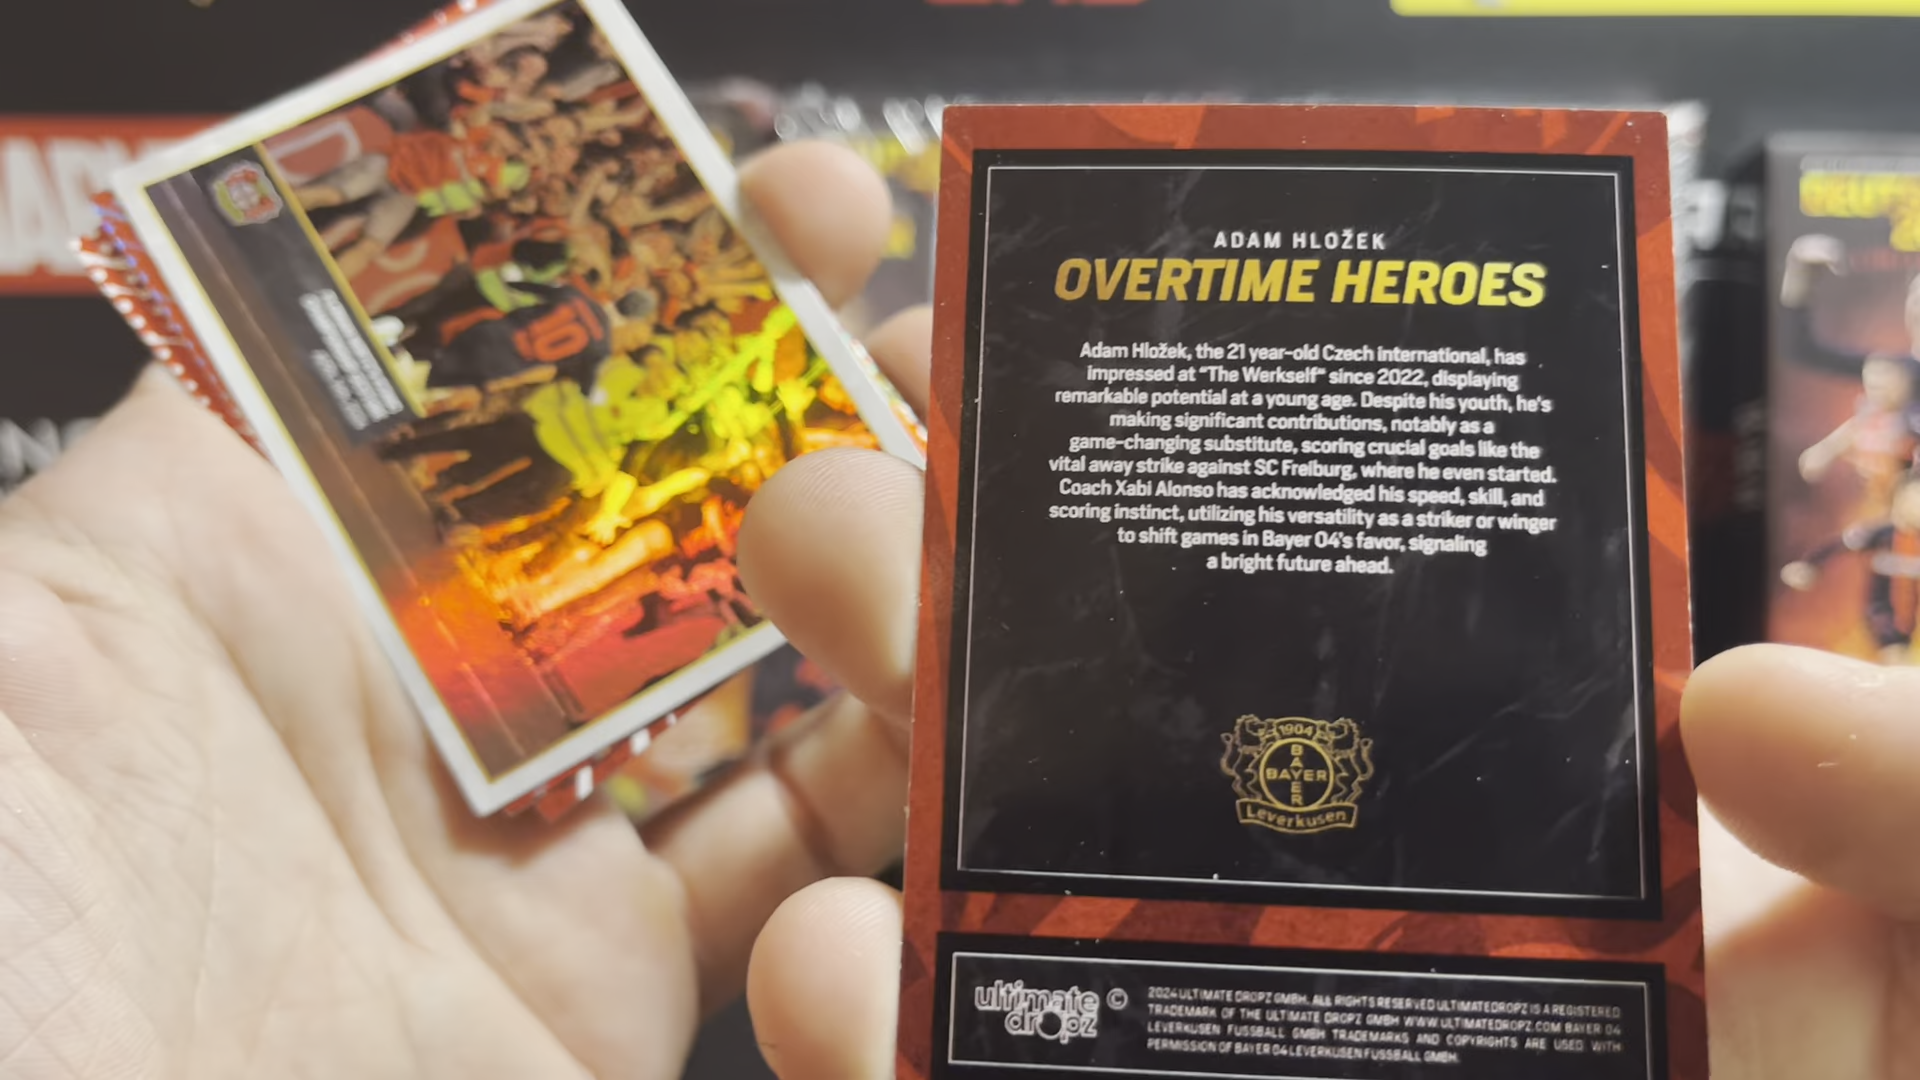 ADAM HLOŽEK
OVERTIME HEROES
Adam Hložek, the 21 year-old Czech international, has
impressed at "The Werkself" since 2022, displaying
remarkable potential at a young age. Despite his youth, he's
making significant contributions, notably as a
game-changing substitute, scoring crucial goals like the
vital away strike against SC Freiburg, where he even started.
Coach Xabi Alonso has acknowledged his speed, skill, and
scoring instinct, utilizing his versatility as a striker or winger
to shift games in Bayer 04's favor, signaling
a bright future ahead.
1904
BAYER
BAYER
Leverkusen
ultimate ©
dropz
2024 ULTIMATE DROPZ GMBH. ALL RIGHTS RESERVED ULTIMATEDROPZ IS A REGISTERED
TRADEMARK OF THE ULTIMATE DROPZ GMBH WWW.ULTIMATEDROPZ.COM BAYER 04
LEVERKUSEN FUSSBALL GMBH TRADEMARKS AND COPYRIGHTS ARE USED WITH
PERMISSION OF BAYER 04 LEVERKUSEN FUSSBALL GMBH.